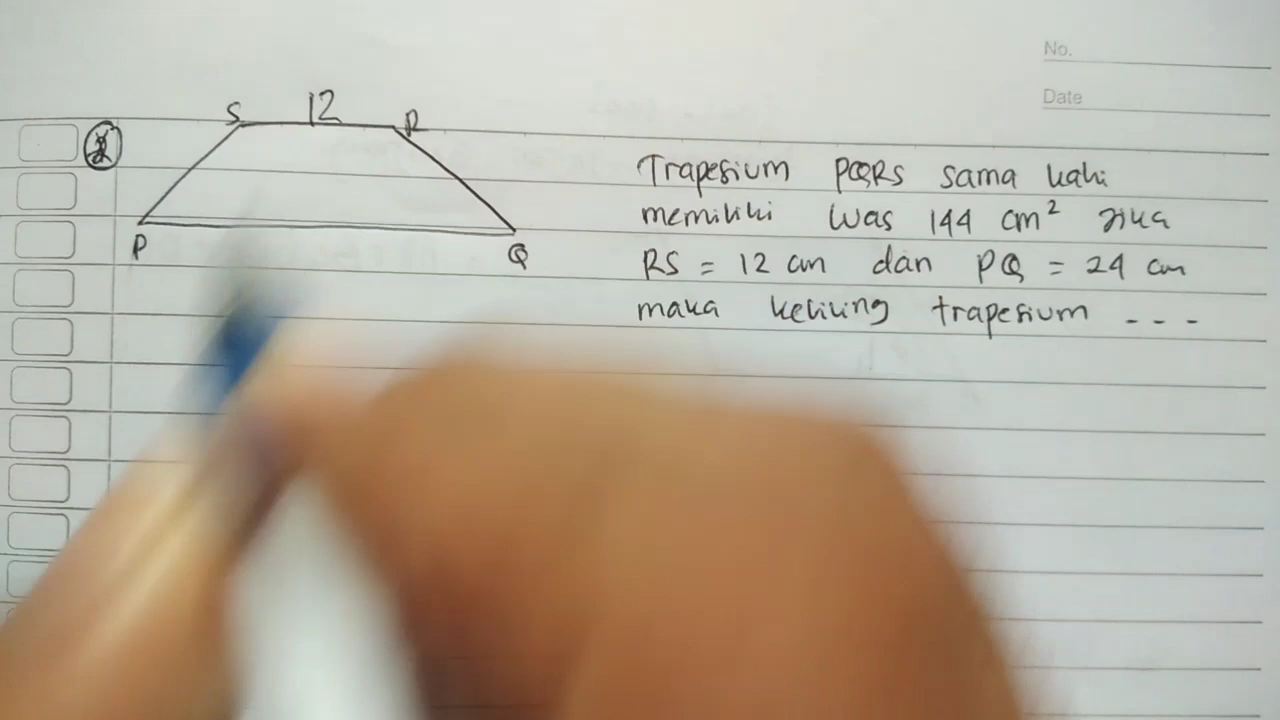 No.
Date
S 12 R
P Q
Trapesium PQRS sama kaki
memiliki luas 144 cm² jika
RS = 12 cm dan PQ = 24 cm
maka keliling trapesium - - -